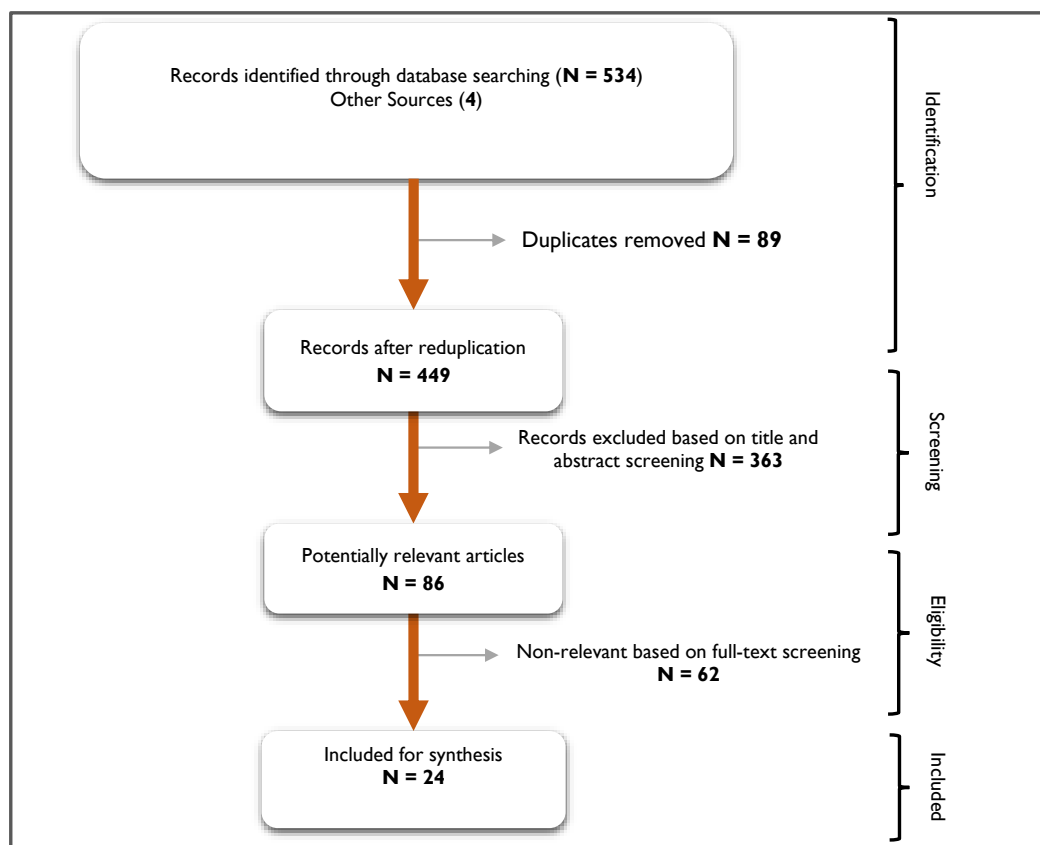 Records identified through database searching (N = 534)
Other Sources (4)
Identification
Duplicates removed N = 89
Records after reduplication
N = 449
Screening
Records excluded based on title and
abstract screening N = 363
Potentially relevant articles
N = 86
Eligibility
Non-relevant based on full-text screening
N = 62
Included for synthesis
N = 24
Included